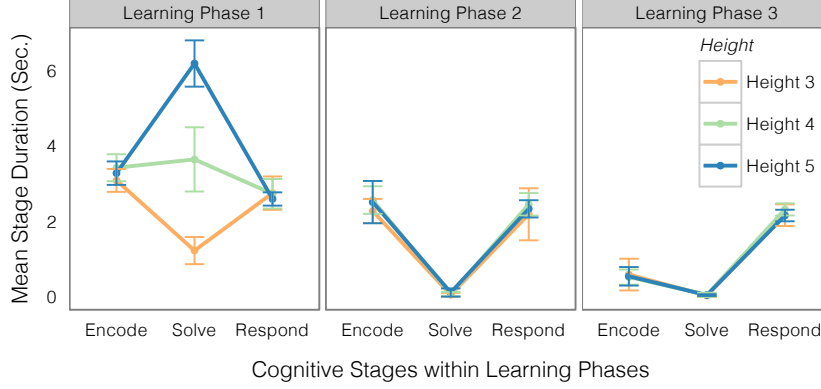 Learning Phase 1
Learning Phase 2
Learning Phase 3
Mean Stage Duration (Sec.)
6
4
2
0
Height
Height 3
Height 4
Height 5
Encode Solve Respond
Encode Solve Respond
Encode Solve Respond
Cognitive Stages within Learning Phases